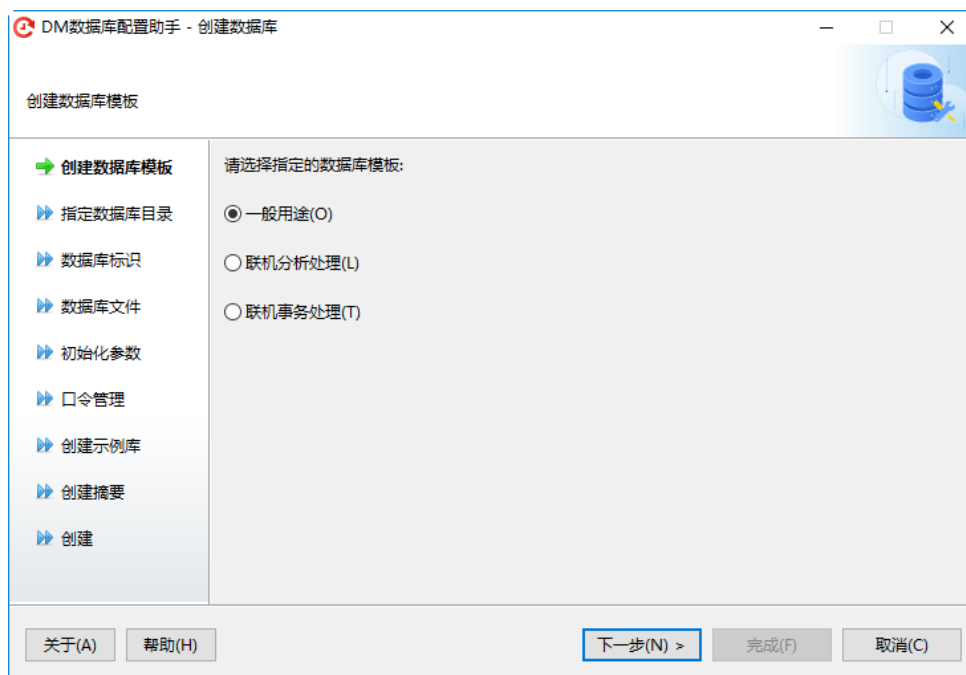 DM数据库配置助手 - 创建数据库
创建数据库模板
创建数据库模板
指定数据库目录
数据库标识
数据库文件
初始化参数
口令管理
创建示例库
创建摘要
创建
请选择指定的数据库模板:
一般用途(O)
联机分析处理(L)
联机事务处理(T)
关于(A)
帮助(H)
下一步(N) >
完成(F)
取消(C)